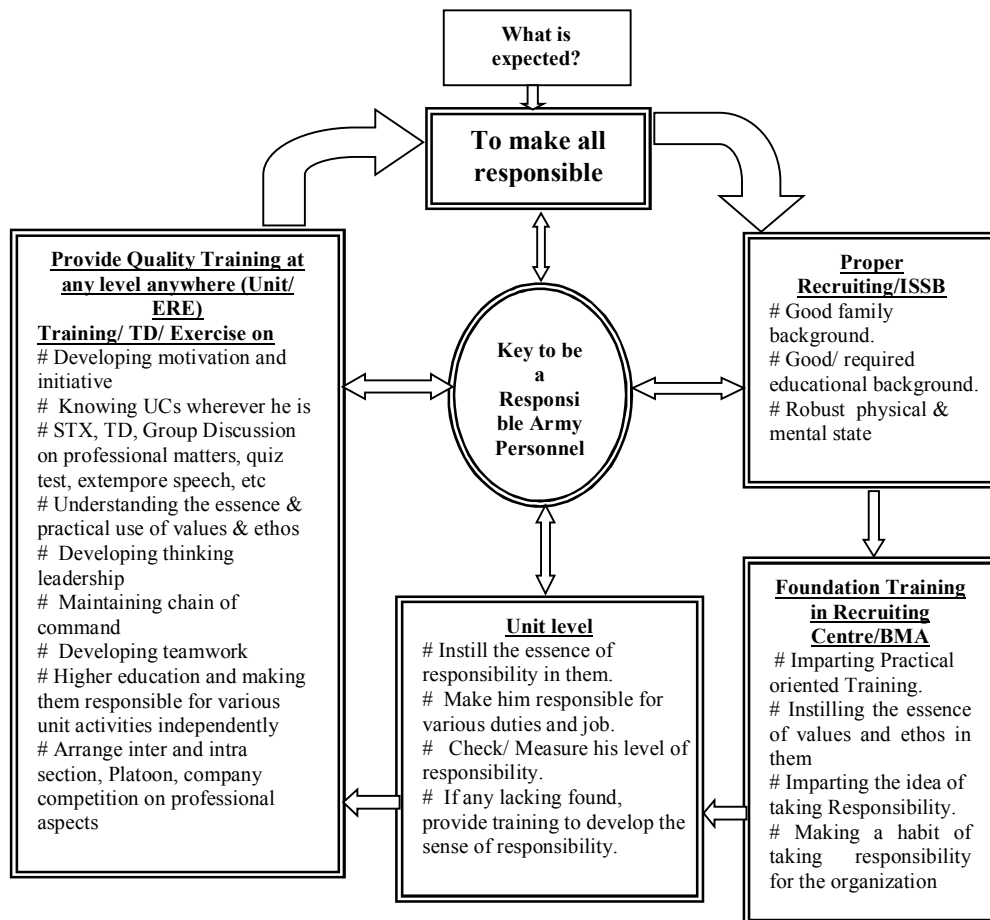 What is
expected?
To make all
responsible
Provide Quality Training at
any level anywhere (Unit/
ERE)
Training/ TD/ Exercise on
# Developing motivation and
initiative
# Knowing UCs wherever he is
# STX, TD, Group Discussion
on professional matters, quiz
test, extempore speech, etc
# Understanding the essence &
practical use of values & ethos
# Developing thinking
leadership
# Maintaining chain of
command
# Developing teamwork
# Higher education and making
them responsible for various
unit activities independently
# Arrange inter and intra
section, Platoon, company
competition on professional
aspects
Key to be
a
Responsi
ble Army
Personnel
Proper
Recruiting/ISSB
# Good family
background.
# Good/ required
educational background.
# Robust physical &
mental state
Unit level
# Instill the essence of
responsibility in them.
# Make him responsible for
various duties and job.
# Check/ Measure his level of
responsibility.
# If any lacking found,
provide training to develop the
sense of responsibility.
Foundation Training
in Recruiting
Centre/BMA
# Imparting Practical
oriented Training.
# Instilling the essence
of values and ethos in
them
# Imparting the idea of
taking Responsibility.
# Making a habit of
taking responsibility
for the organization